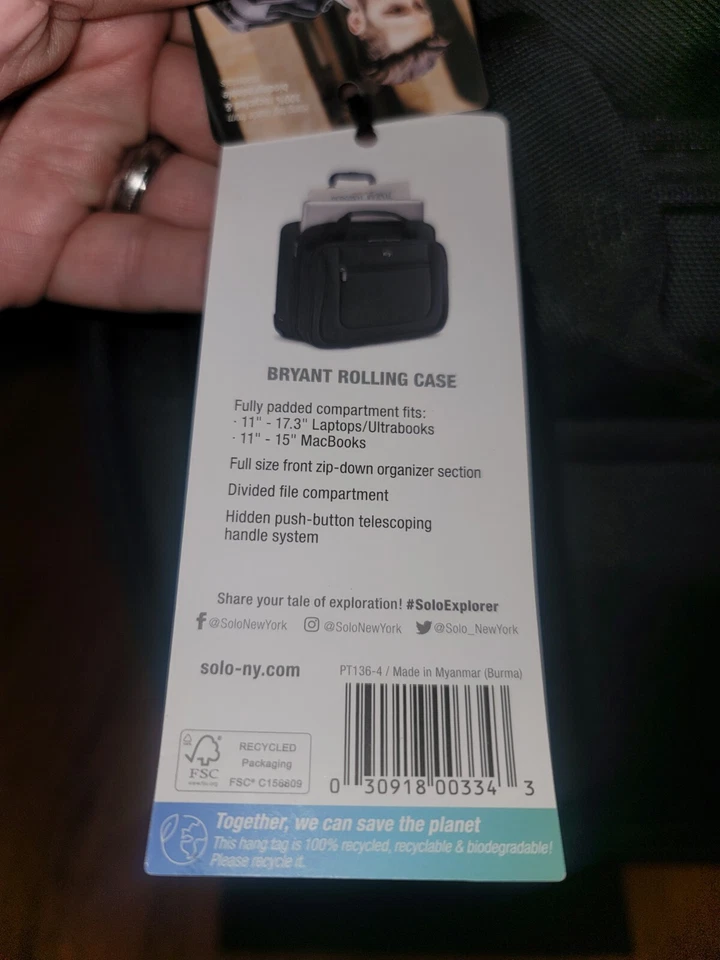 BRYANT ROLLING CASE
Fully padded compartment fits:
· 11" - 17.3" Laptops/Ultrabooks
· 11" - 15" MacBooks
Full size front zip-down organizer section
Divided file compartment
Hidden push-button telescoping
handle system
Share your tale of exploration! #SoloExplorer
@SoloNewYork @SoloNewYork @Solo_NewYork
solo-ny.com
PT136-4 / Made in Myanmar (Burma)
FSC
RECYCLED
Packaging
FSC® C156809
0 30918 00334 3
Together, we can save the planet
This hang tag is 100% recycled, recyclable & biodegradable!
Please recycle it.